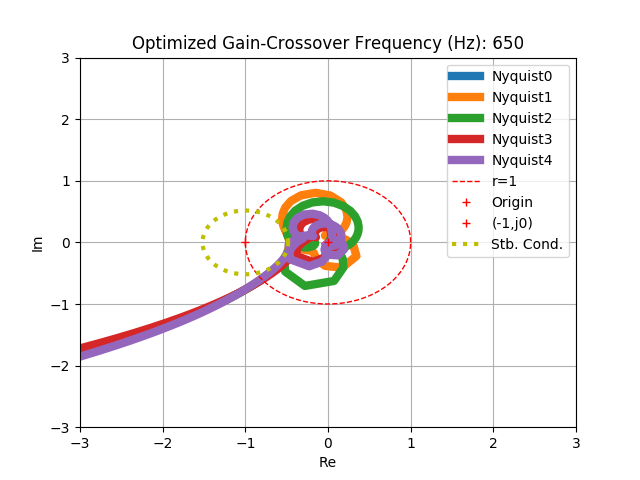 Optimized Gain-Crossover Frequency (Hz): 650
3
2
1
0
−1
−2
−3
Im
−3
−2
−1
0
1
2
3
Re
Nyquist0
Nyquist1
Nyquist2
Nyquist3
Nyquist4
r=1
Origin
(-1,j0)
Stb. Cond.